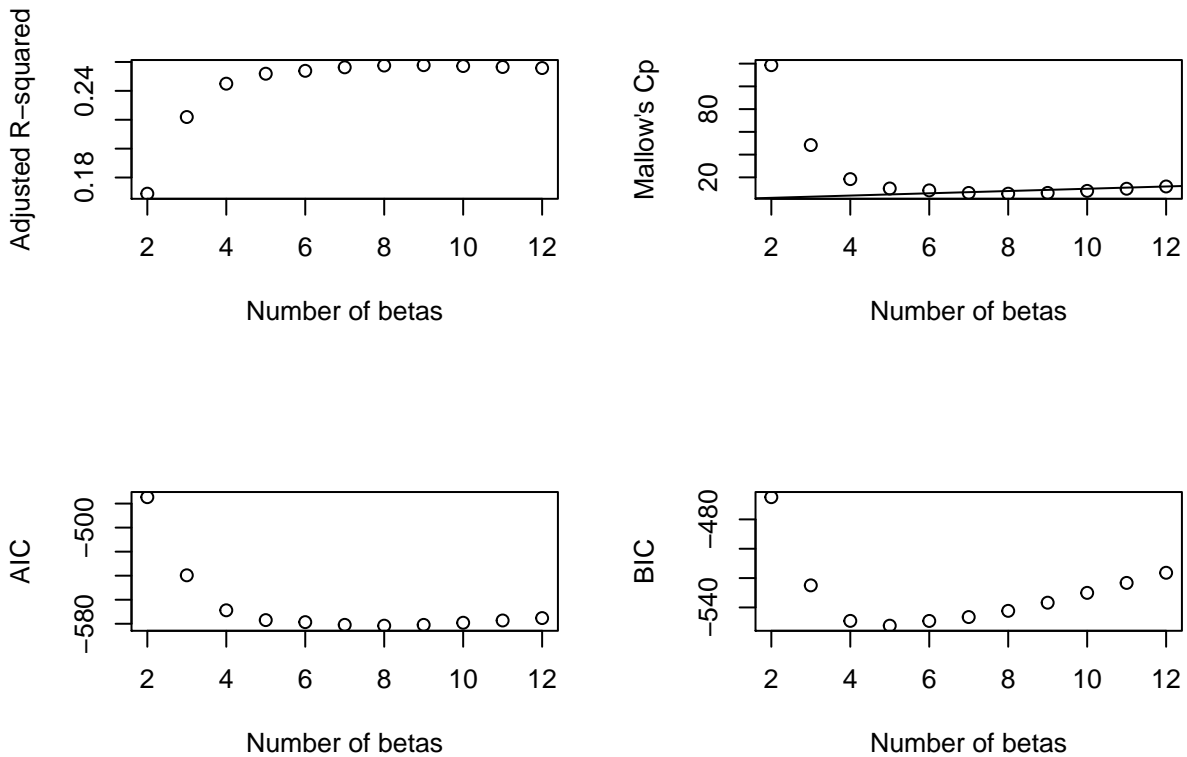 Adjusted R−squared
0.18 0.24
2 4 6 8 10 12
Number of betas
Mallow's Cp
20 80
2 4 6 8 10 12
Number of betas
AIC
−580 −500
2 4 6 8 10 12
Number of betas
BIC
−540 −480
2 4 6 8 10 12
Number of betas